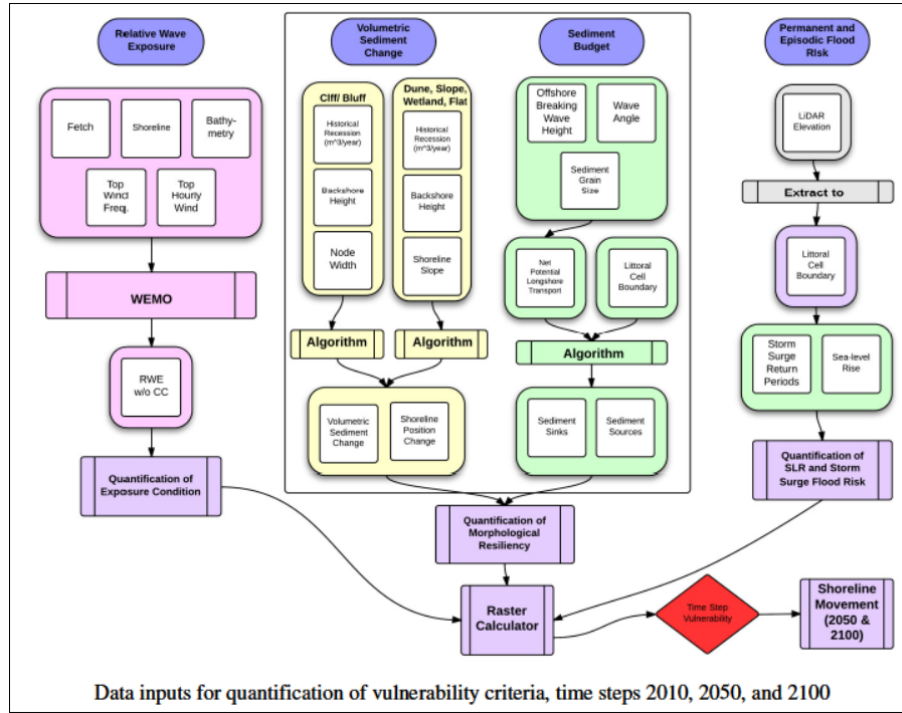 Relative Wave
Exposure
Volumetric
Sediment
Change
Sediment
Budget
Permanent and
Episodic Flood
Risk
Fetch
Shoreline
Bathy-
metry
Top
Wind
Freq.
Top
Hourly
Wind
WEMO
RWE
w/o CC
Quantification of
Exposure Condition
Cliff/ Bluff
Historical
Recession
(m^3/year)
Backshore
Height
Node
Width
Algorithm
Dune, Slope,
Wetland, Flat
Historical
Recession
(m^3/year)
Backshore
Height
Shoreline
Slope
Algorithm
Volumetric
Sediment
Change
Shoreline
Position
Change
Offshore
Breaking
Wave
Height
Wave
Angle
Sediment
Grain
Size
Net
Potential
Longshore
Transport
Littoral
Cell
Boundary
Algorithm
Sediment
Sinks
Sediment
Sources
LiDAR
Elevation
Extract to
Littoral
Cell
Boundary
Storm
Surge
Return
Periods
Sea-level
Rise
Quantification of
SLR and Storm
Surge Flood Risk
Quantification of
Morphological
Resiliency
Raster
Calculator
Time Step
Vulnerability
Shoreline
Movement
(2050 &
2100)
Data inputs for quantification of vulnerability criteria, time steps 2010, 2050, and 2100